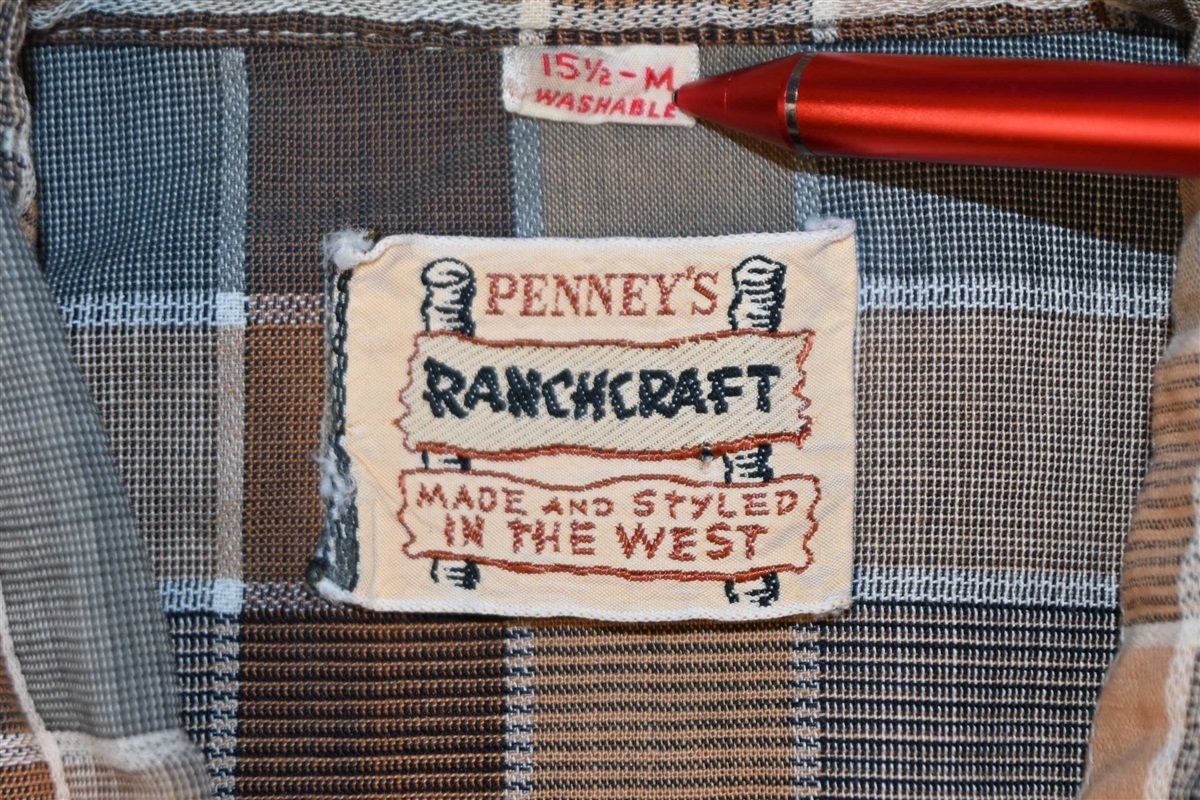 15½-M
WASHABLE
PENNEY'S
RANCHCRAFT
MADE AND STYLED
IN THE WEST